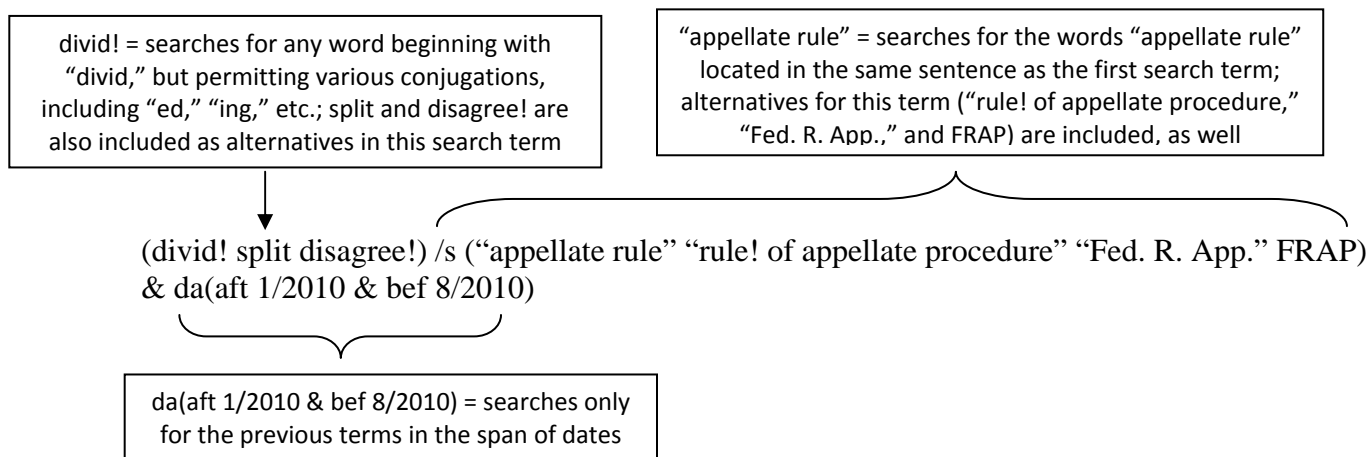 divid! = searches for any word beginning with
“divid,” but permitting various conjugations,
including “ed,” “ing,” etc.; split and disagree! are
also included as alternatives in this search term
“appellate rule” = searches for the words “appellate rule”
located in the same sentence as the first search term;
alternatives for this term (“rule! of appellate procedure,”
“Fed. R. App.,” and FRAP) are included, as well
(divid! split disagree!) /s (“appellate rule” “rule! of appellate procedure” “Fed. R. App.” FRAP)
& da(aft 1/2010 & bef 8/2010)
da(aft 1/2010 & bef 8/2010) = searches only
for the previous terms in the span of dates